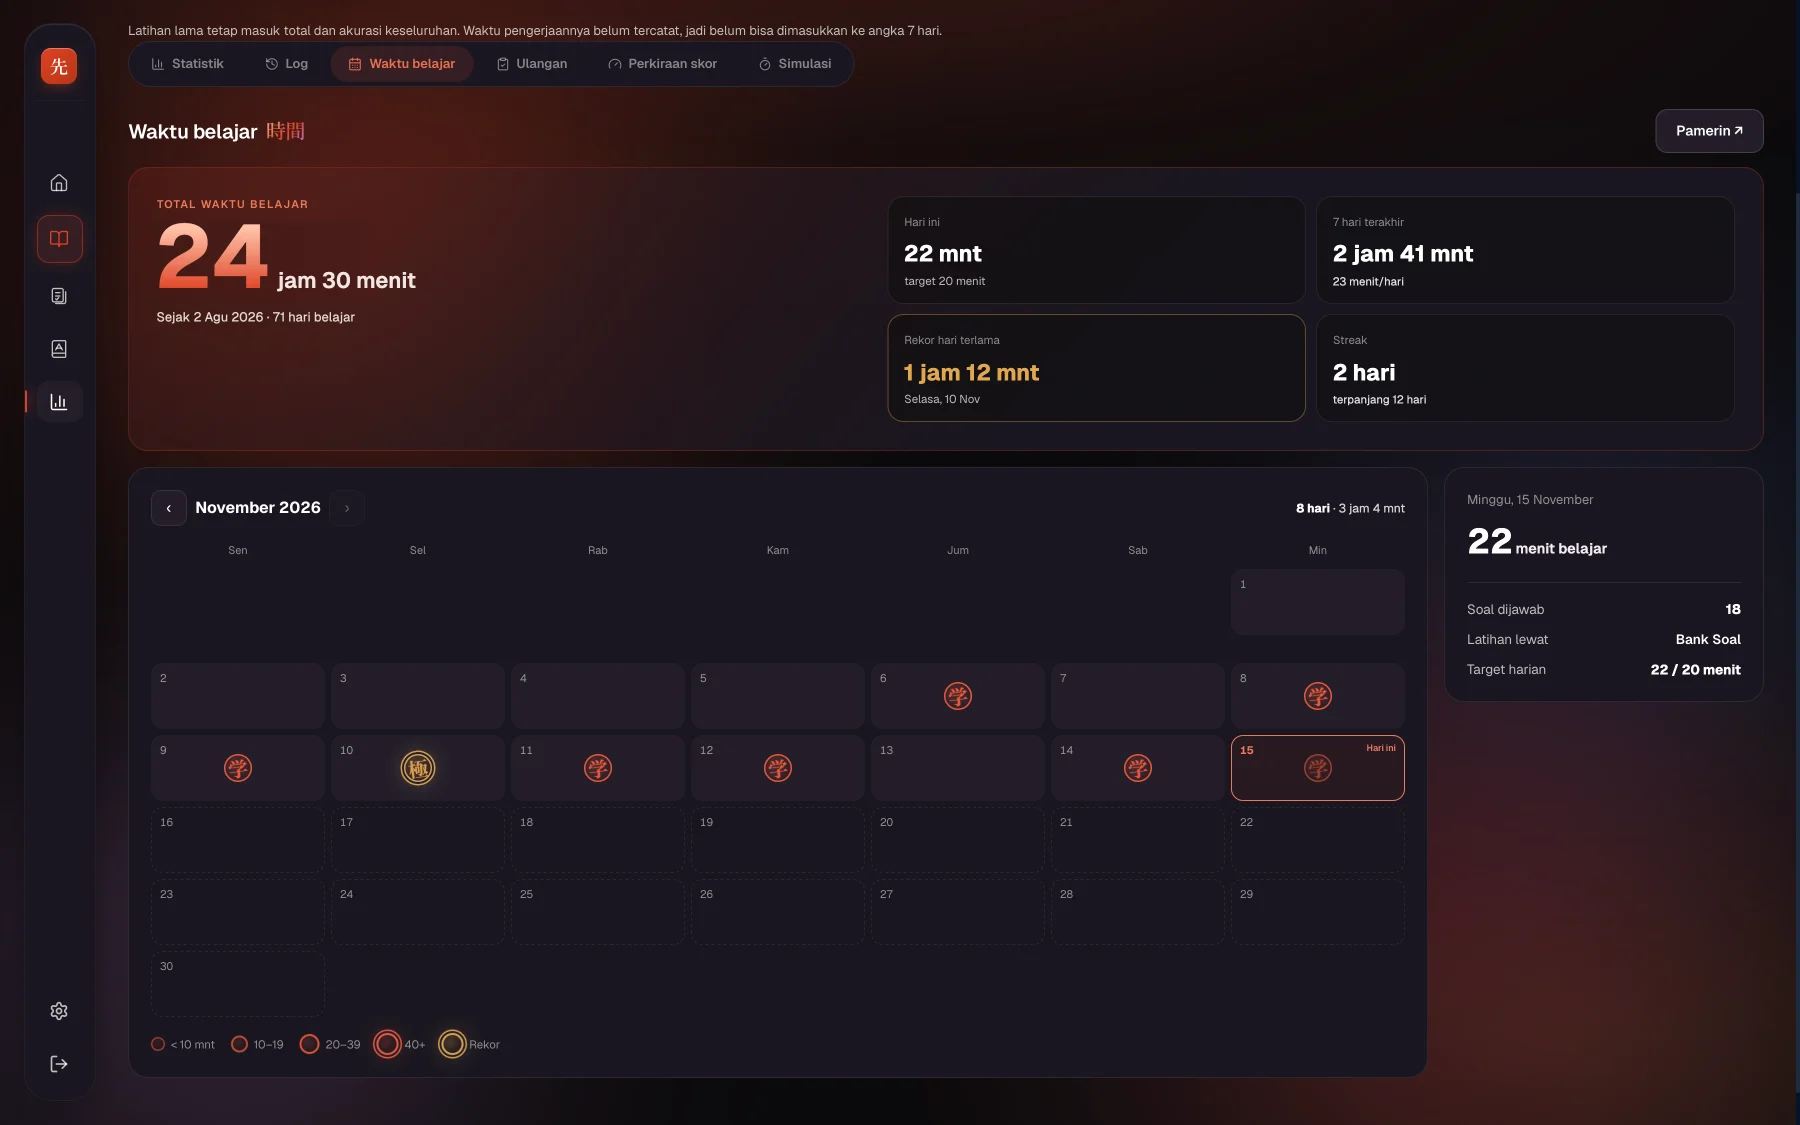 先
Latihan lama tetap masuk total dan akurasi keseluruhan. Waktu pengerjaannya belum tercatat, jadi belum bisa dimasukkan ke angka 7 hari.
Statistik Log Waktu belajar Ulangan Perkiraan skor Simulasi
Waktu belajar 時間
Pamerin ↗
TOTAL WAKTU BELAJAR
24 jam 30 menit
Sejak 2 Agu 2026 · 71 hari belajar
Hari ini
22 mnt
target 20 menit
7 hari terakhir
2 jam 41 mnt
23 menit/hari
Rekor hari terlama
1 jam 12 mnt
Selasa, 10 Nov
Streak
2 hari
terpanjang 12 hari
‹ November 2026 ›
8 hari · 3 jam 4 mnt
Sen Sel Rab Kam Jum Sab Min
1
2 3 4 5 6 学 7 8 学
9 学 10 極 11 学 12 学 13 14 学 15 Hari ini 学
16 17 18 19 20 21 22
23 24 25 26 27 28 29
30
< 10 mnt 10–19 20–39 40+ Rekor
Minggu, 15 November
22 menit belajar
Soal dijawab 18
Latihan lewat Bank Soal
Target harian 22 / 20 menit